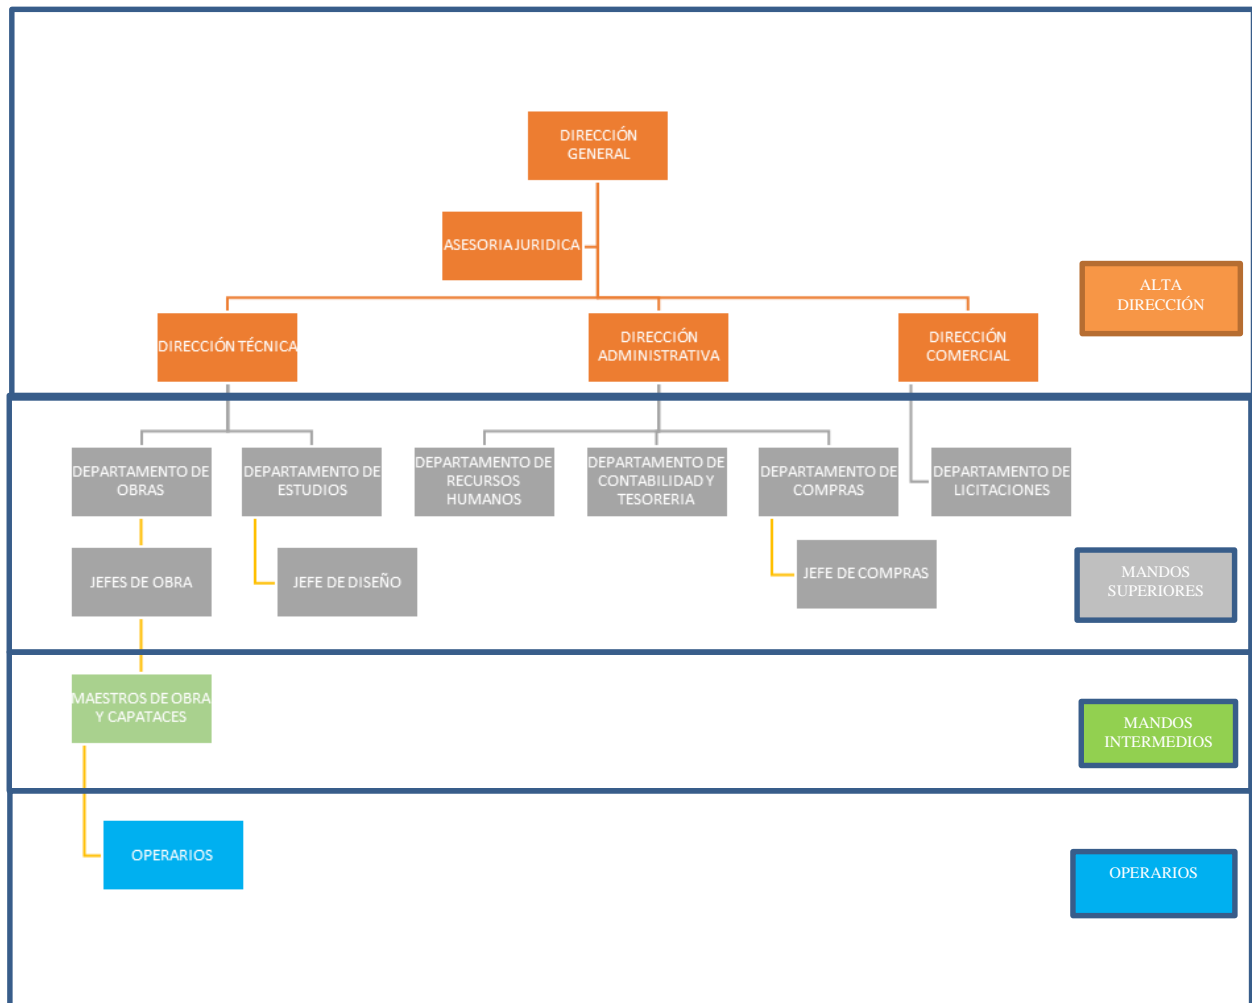 DIRECCIÓN
GENERAL
ASESORIA JURIDICA
ALTA
DIRECCIÓN
DIRECCIÓN TÉCNICA
DIRECCIÓN
ADMINISTRATIVA
DIRECCIÓN
COMERCIAL
DEPARTAMENTO DE
OBRAS
DEPARTAMENTO DE
ESTUDIOS
DEPARTAMENTO DE
RECURSOS
HUMANOS
DEPARTAMENTO DE
CONTABILIDAD Y
TESORERIA
DEPARTAMENTO DE
COMPRAS
DEPARTAMENTO DE
LICITACIONES
JEFES DE OBRA
JEFE DE DISEÑO
JEFE DE COMPRAS
MANDOS
SUPERIORES
MAESTROS DE OBRA
Y CAPATACES
MANDOS
INTERMEDIOS
OPERARIOS
OPERARIOS